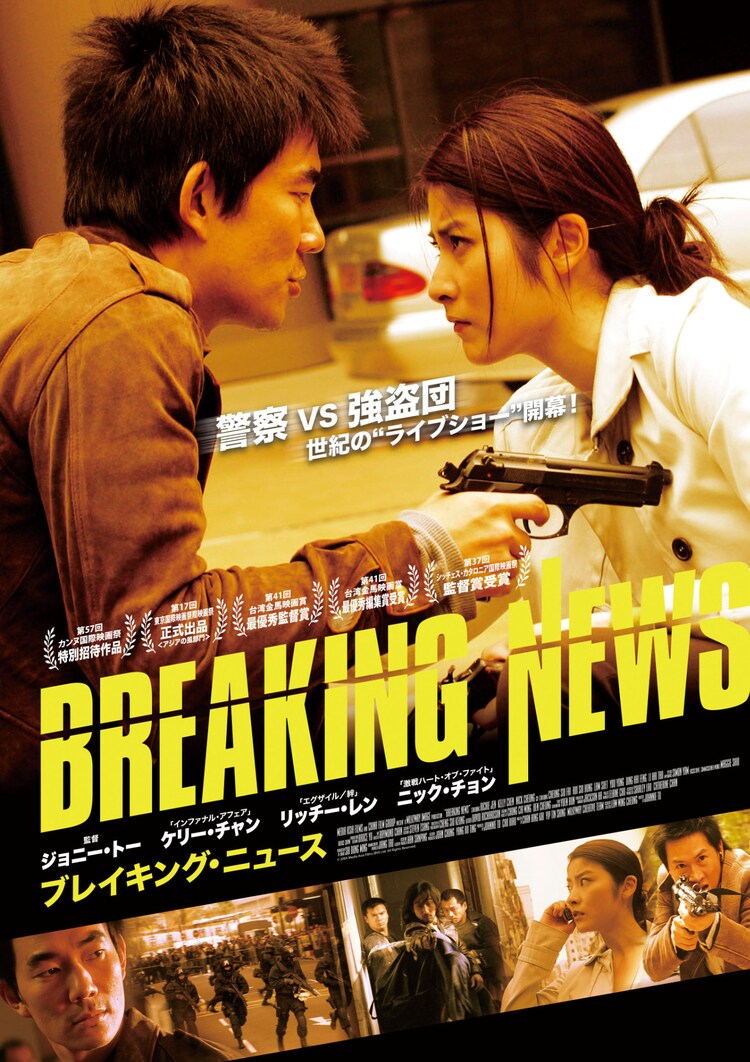 警察 VS 強盗団
世紀の“ライブショー”開幕！
第57回
カンヌ国際映画祭
特別招待作品
第17回
東京国際映画祭
正式出品
<アジアの風部門>
第41回
台湾金馬映画賞
最優秀監督賞
第41回
台湾金馬映画賞
最優秀編集賞受賞
第37回
シッチェス・カタロニア国際映画祭
監督賞受賞
BREAKING NEWS
監督
ジョニー・トー
「インファナル・アフェア」
ケリー・チャン
「エグザイル／絆」
リッチー・レン
「激戦ハート・オブ・ファイト」
ニック・チョン
ブレイキング・ニュース